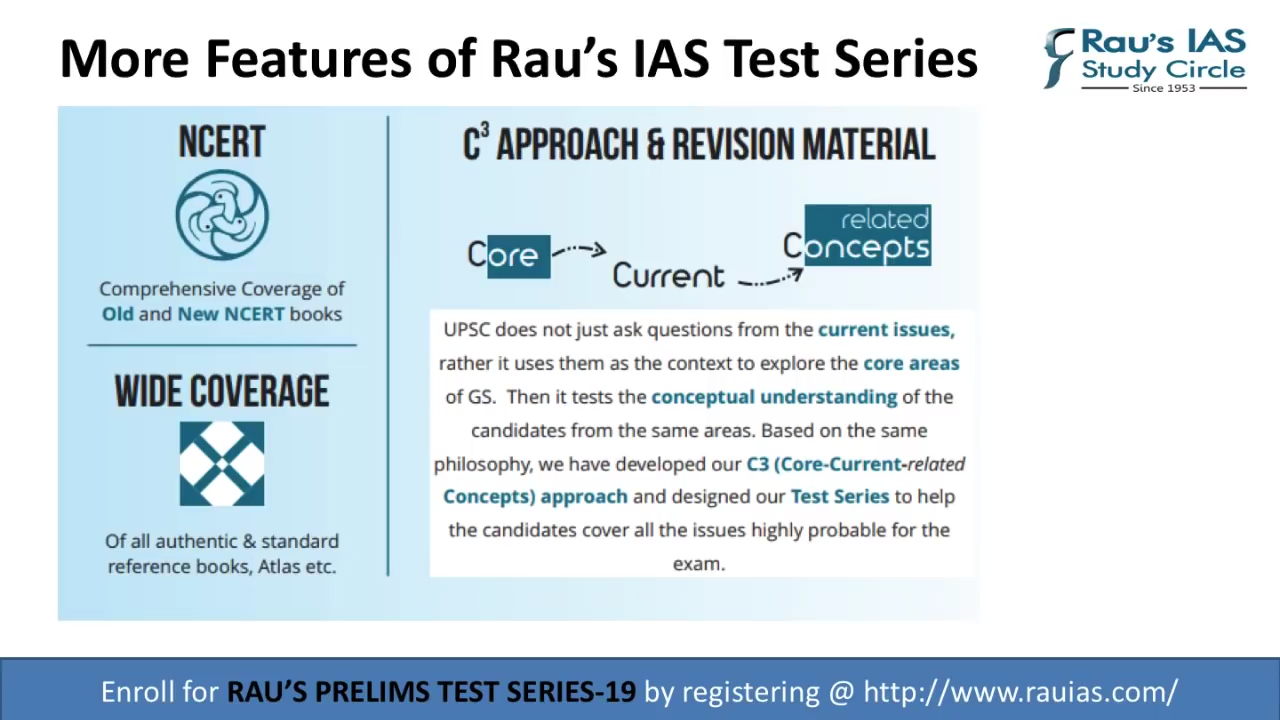 More Features of Rau's IAS Test Series
Rau's IAS
Study Circle
Since 1953
NCERT
Comprehensive Coverage of
Old and New NCERT books
WIDE COVERAGE
Of all authentic & standard
reference books, Atlas etc.
C³ APPROACH & REVISION MATERIAL
Core
Current
related
Concepts
UPSC does not just ask questions from the current issues,
rather it uses them as the context to explore the core areas
of GS. Then it tests the conceptual understanding of the
candidates from the same areas. Based on the same
philosophy, we have developed our C3 (Core-Current-related
Concepts) approach and designed our Test Series to help
the candidates cover all the issues highly probable for the
exam.
Enroll for RAU'S PRELIMS TEST SERIES-19 by registering @ http://www.rauias.com/